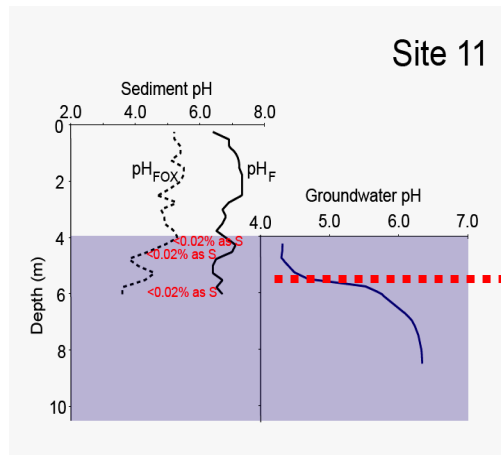 Site 11
Sediment pH
2.0 4.0 6.0 8.0
0
pHFOX
pHF
2
Groundwater pH
4.0 5.0 6.0 7.0
4
<0.02% as S
<0.02% as S
Depth (m)
6
<0.02% as S
8
10